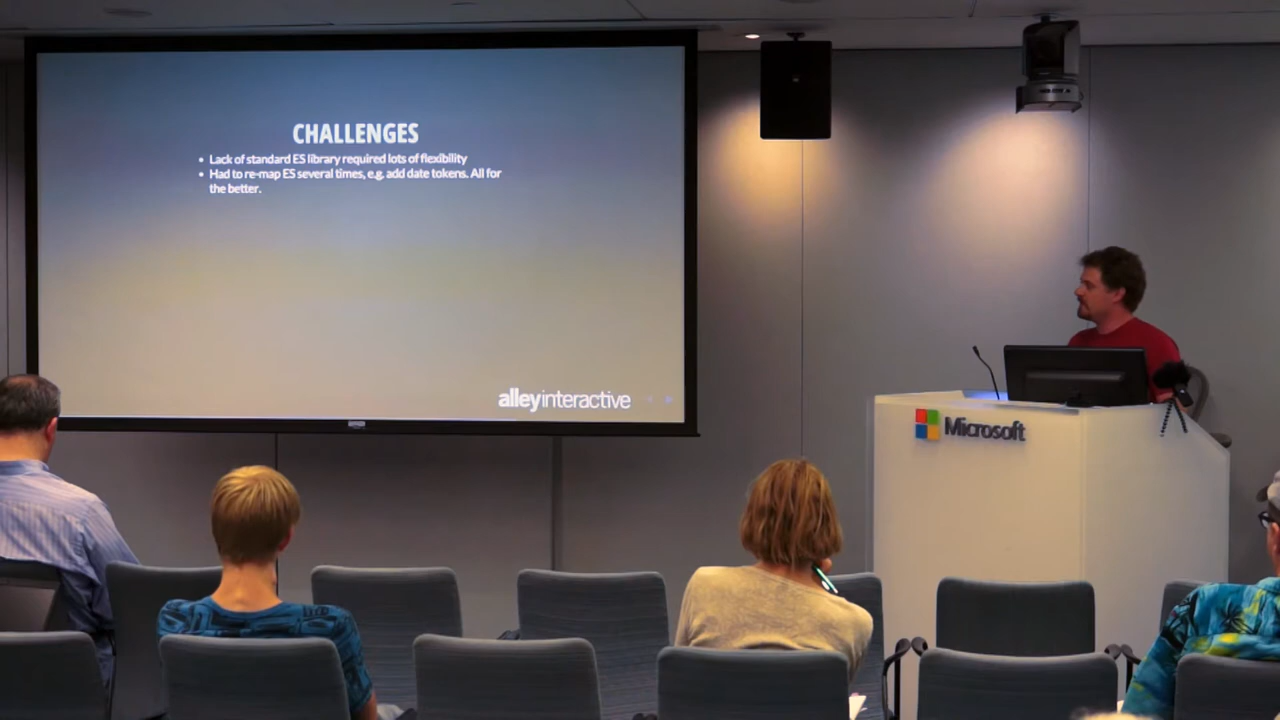 CHALLENGES
• Lack of standard ES library required lots of flexibility
• Had to re-map ES several times, e.g. add date tokens. All for
the better.
alleyinteractive
Microsoft